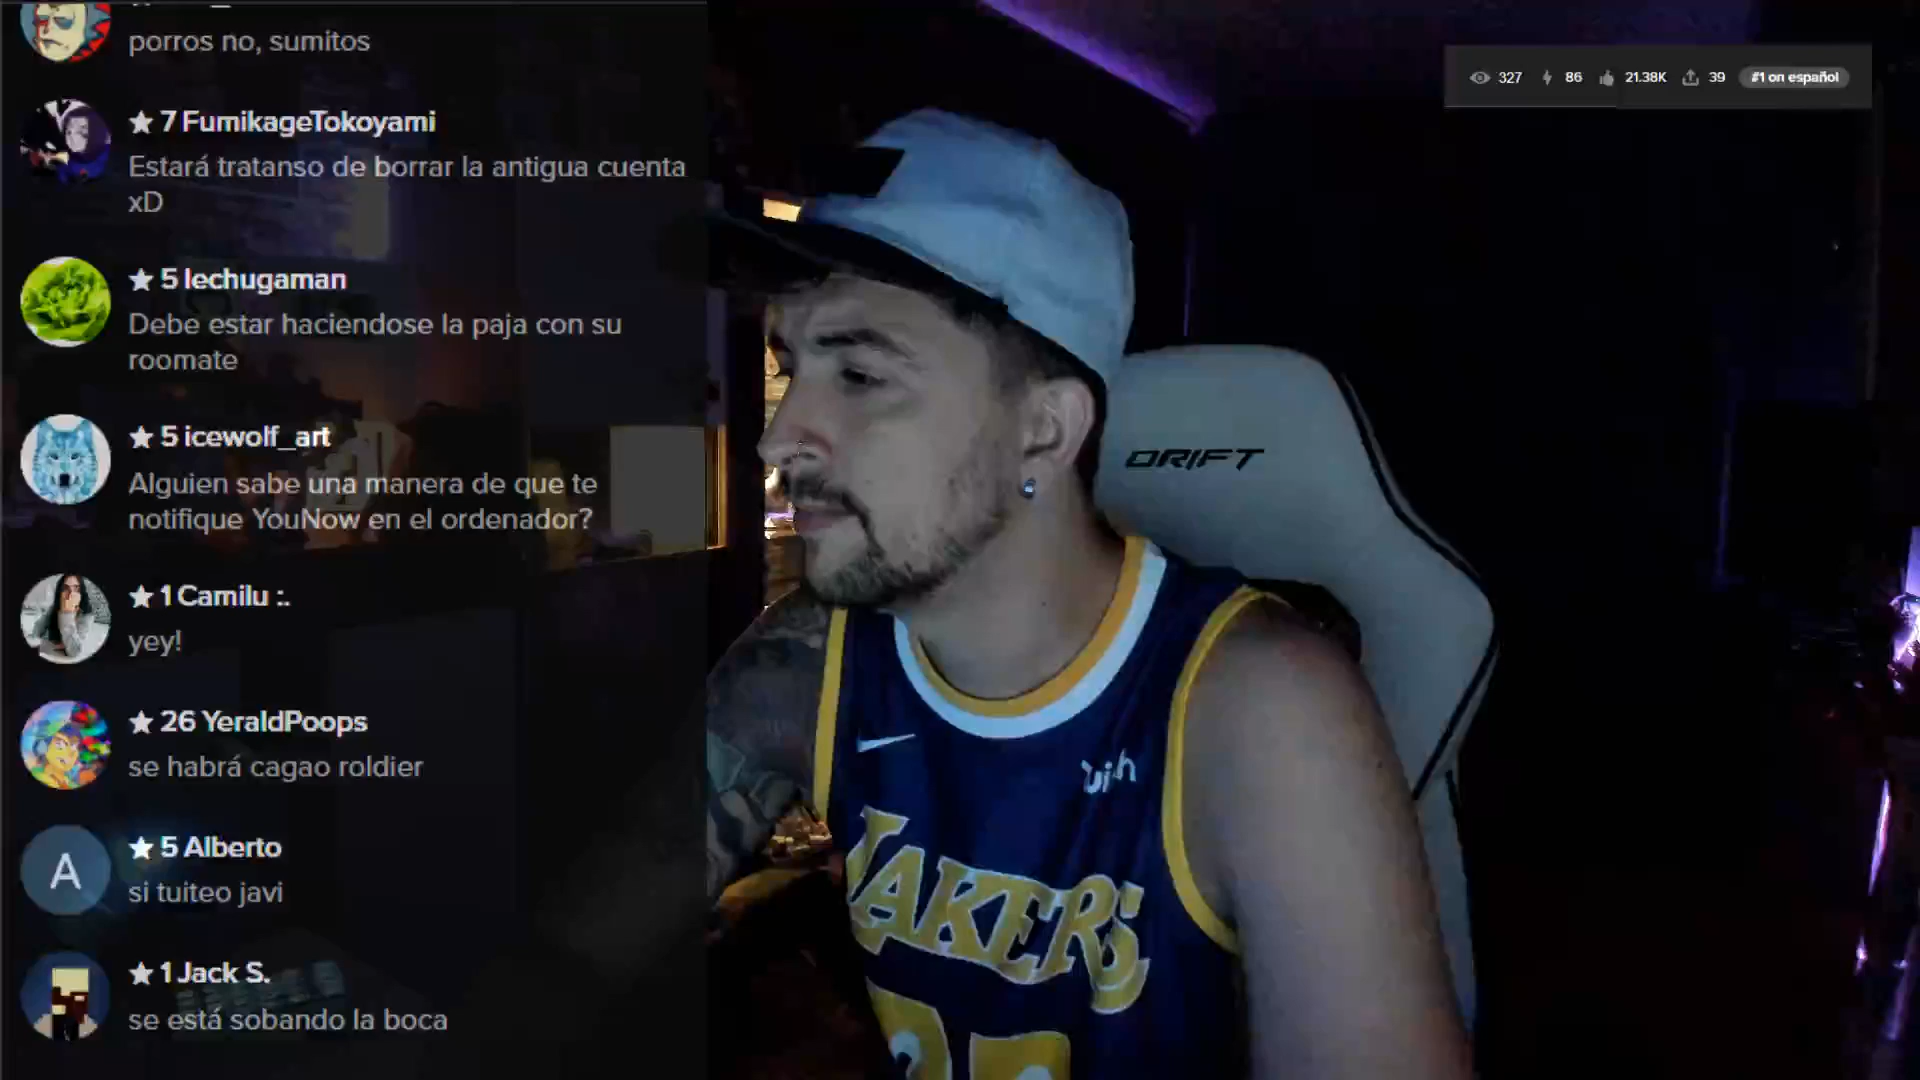 porros no, sumitos
★ 7 FumikageTokoyami
Estará tratanso de borrar la antigua cuenta
xD
★ 5 lechugaman
Debe estar haciendose la paja con su
roomate
★ 5 icewolf_art
Alguien sabe una manera de que te
notifique YouNow en el ordenador?
★ 1 Camilu :.
yey!
★ 26 YeraldPoops
se habrá cagao roldier
A
★ 5 Alberto
si tuiteo javi
★ 1 Jack S.
se está sobando la boca
327 86 21.38K 39 #1 on español
DRIFT
wish
LAKERS